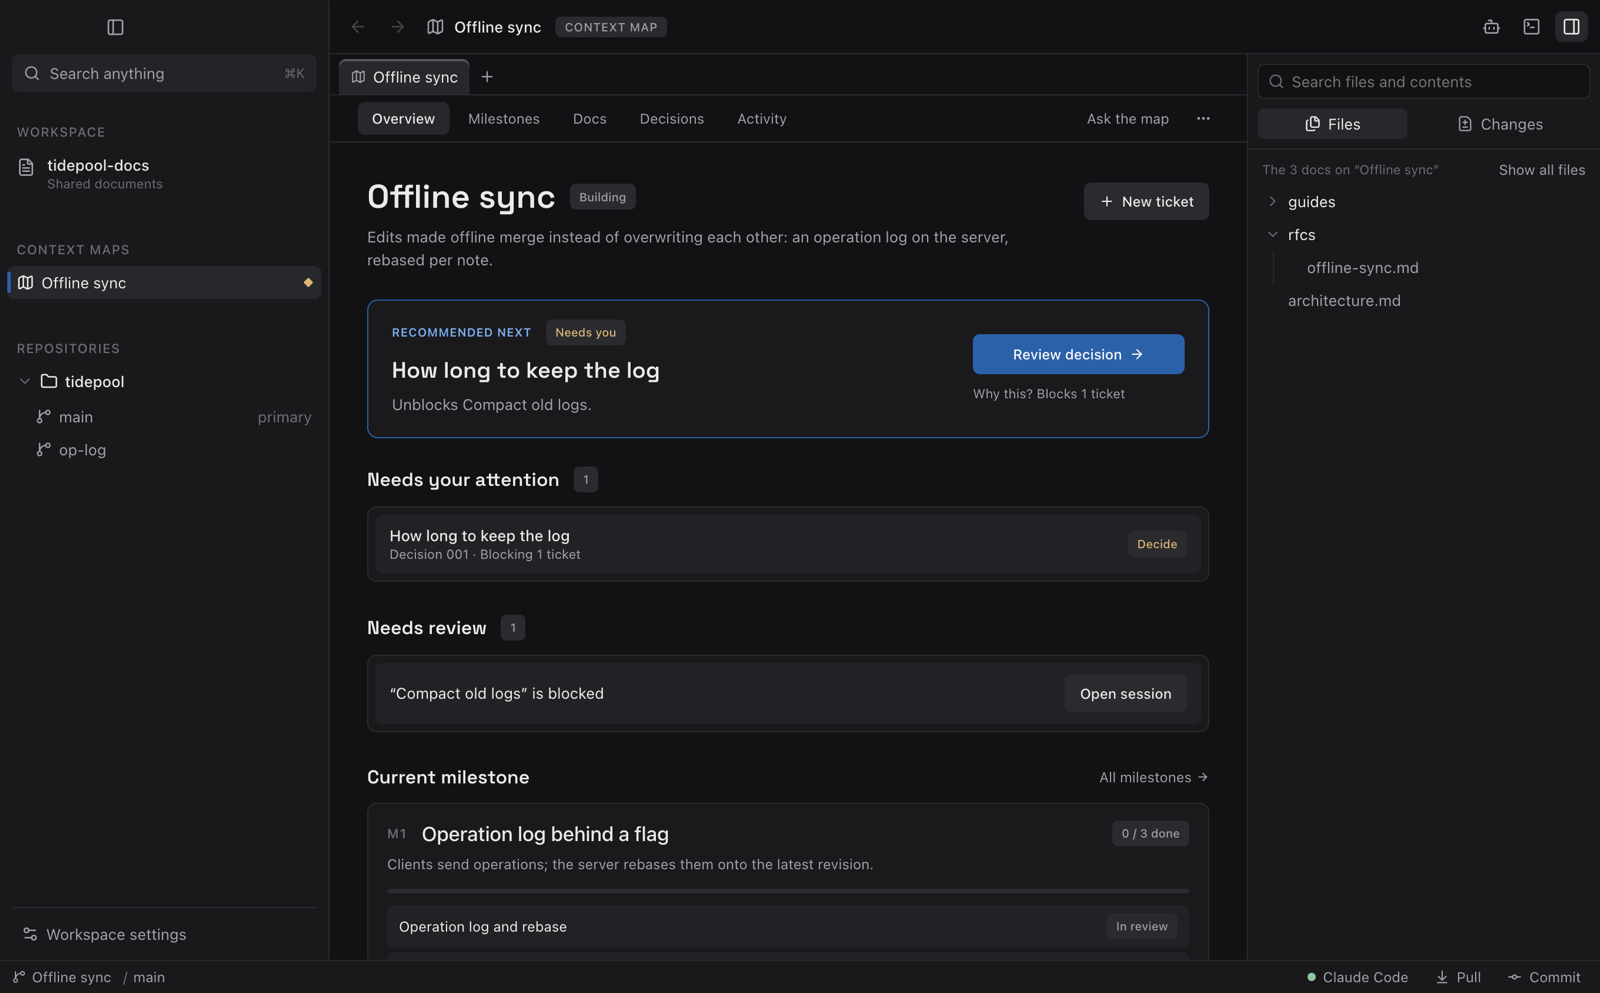 Search anything
⌘K
WORKSPACE
tidepool-docs
Shared documents
CONTEXT MAPS
Offline sync
REPOSITORIES
tidepool
main
primary
op-log
Workspace settings
Offline sync
CONTEXT MAP
Offline sync
Overview
Milestones
Docs
Decisions
Activity
Ask the map
Offline sync
Building
New ticket
Edits made offline merge instead of overwriting each other: an operation log on the server,
rebased per note.
RECOMMENDED NEXT
Needs you
How long to keep the log
Unblocks Compact old logs.
Review decision →
Why this? Blocks 1 ticket
Needs your attention
1
How long to keep the log
Decision 001 · Blocking 1 ticket
Decide
Needs review
1
“Compact old logs” is blocked
Open session
Current milestone
All milestones →
M1
Operation log behind a flag
0 / 3 done
Clients send operations; the server rebases them onto the latest revision.
Operation log and rebase
In review
Search files and contents
Files
Changes
The 3 docs on “Offline sync”
Show all files
guides
rfcs
offline-sync.md
architecture.md
Offline sync / main
Claude Code
Pull
Commit